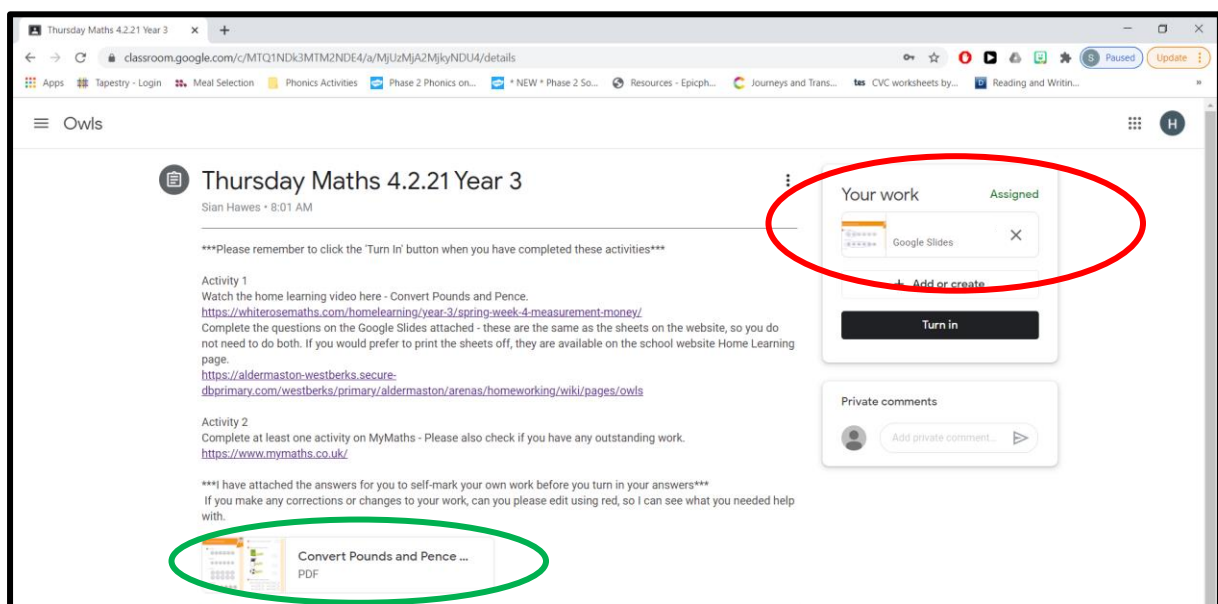 Thursday Maths 4.2.21 Year 3
classroom.google.com/c/MTQ1NDk3MTM2NDE4/a/MjUzMjA2MjkyNDU4/details
S Paused
Update
Apps Tapestry - Login Meal Selection Phonics Activities Phase 2 Phonics on... * NEW * Phase 2 So... Resources - Epicph... Journeys and Trans... tes CVC worksheets by... Reading and Writin... »
Owls
H
Thursday Maths 4.2.21 Year 3
Sian Hawes • 8:01 AM
***Please remember to click the 'Turn In' button when you have completed these activities***
Activity 1
Watch the home learning video here - Convert Pounds and Pence.
https://whiterosemaths.com/homelearning/year-3/spring-week-4-measurement-money/
Complete the questions on the Google Slides attached - these are the same as the sheets on the website, so you do
not need to do both. If you would prefer to print the sheets off, they are available on the school website Home Learning
page.
https://aldermaston-westberks.secure-
dbprimary.com/westberks/primary/aldermaston/arenas/homeworking/wiki/pages/owls
Activity 2
Complete at least one activity on MyMaths - Please also check if you have any outstanding work.
https://www.mymaths.co.uk/
***I have attached the answers for you to self-mark your own work before you turn in your answers***
If you make any corrections or changes to your work, can you please edit using red, so I can see what you needed help
with.
Convert Pounds and Pence ...
PDF
Your work Assigned
Google Slides
+ Add or create
Turn in
Private comments
Add private comment...